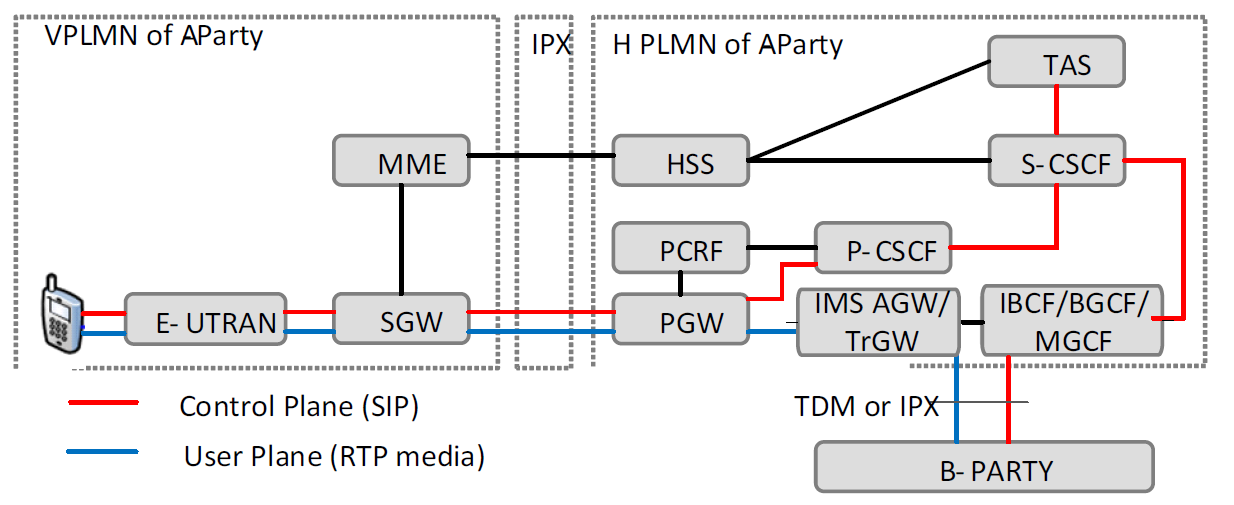 VPLMN of AParty
IPX
H PLMN of AParty
TAS
MME
HSS
S-CSCF
PCRF
P-CSCF
E-UTRAN
SGW
PGW
IMS AGW/
TrGW
IBCF/BGCF/
MGCF
Control Plane (SIP)
TDM or IPX
User Plane (RTP media)
B-PARTY